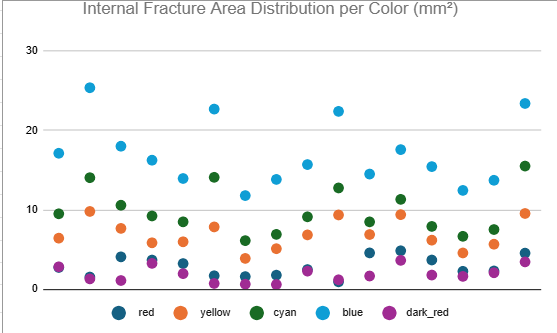 Internal Fracture Area Distribution per Color (mm²)
30
20
10
0
red yellow cyan blue dark_red